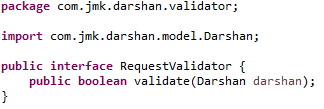 package com.jmk.darshan.validator;
import com.jmk.darshan.model.Darshan;
public interface RequestValidator {
    public boolean validate(Darshan darshan);
}